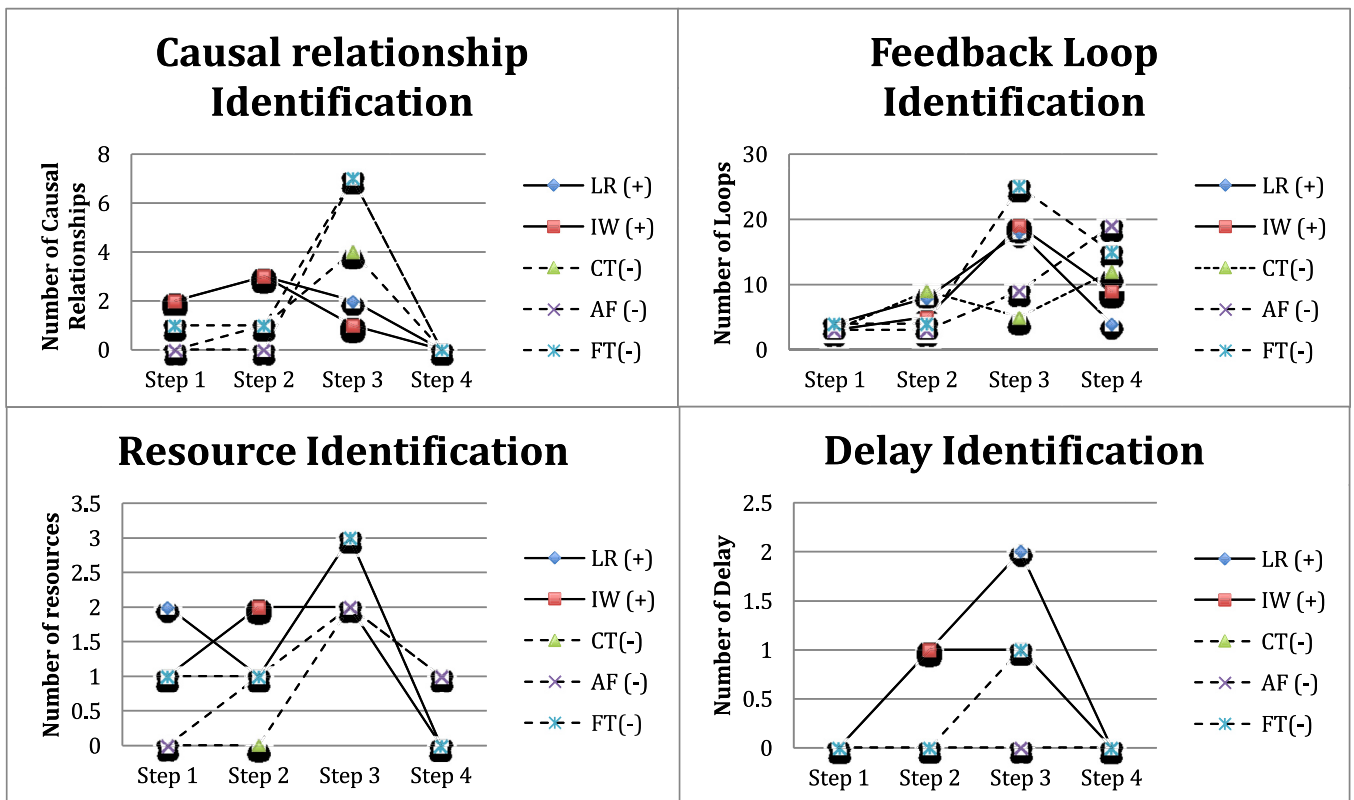 Causal relationship
Identification
Number of Causal
Relationships
8
6
4
2
0
Step 1 Step 2 Step 3 Step 4
LR (+)
IW (+)
CT(-)
AF (-)
FT(-)
Feedback Loop
Identification
Number of Loops
30
20
10
0
Step 1 Step 2 Step 3 Step 4
LR (+)
IW (+)
CT(-)
AF (-)
FT(-)
Resource Identification
Number of resources
3.5
3
2.5
2
1.5
1
0.5
0
Step 1 Step 2 Step 3 Step 4
LR (+)
IW (+)
CT(-)
AF (-)
FT(-)
Delay Identification
Number of Delay
2.5
2
1.5
1
0.5
0
Step 1 Step 2 Step 3 Step 4
LR (+)
IW (+)
CT(-)
AF (-)
FT(-)